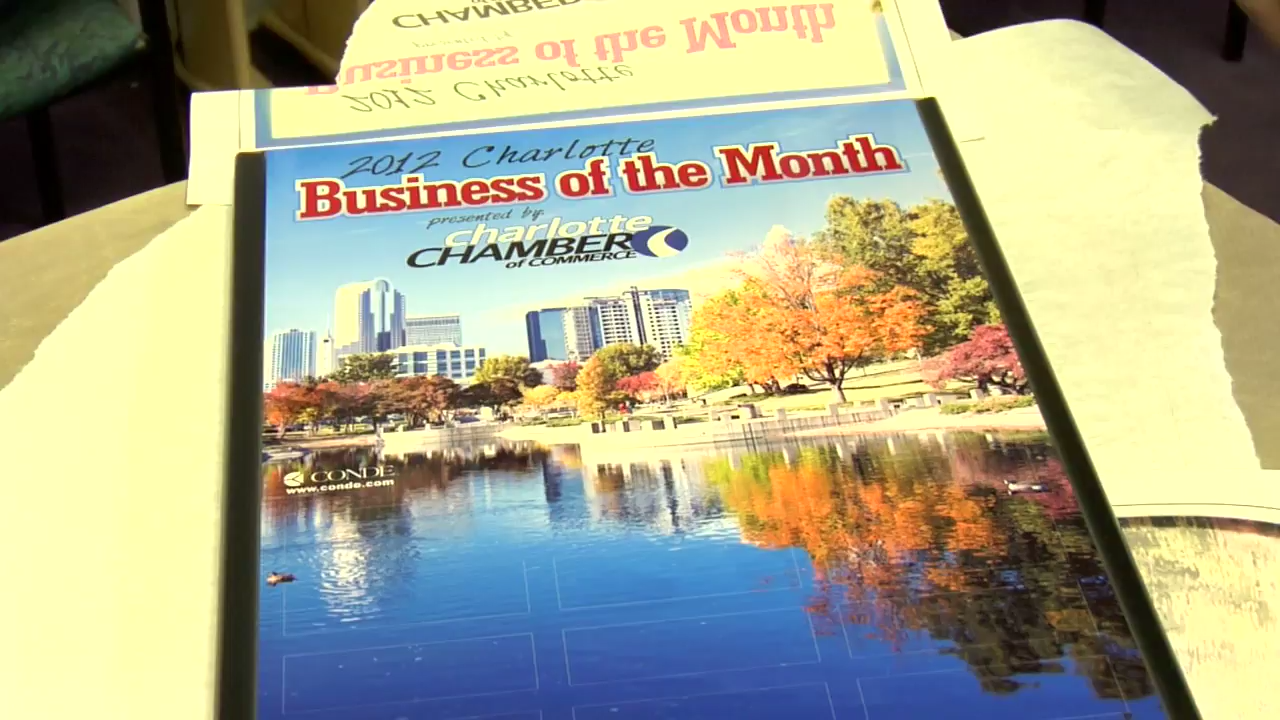 CHAMBER
Business of the Month
2012 Charlotte
2012 Charlotte
Business of the Month
presented by:
charlotte
CHAMBER
of COMMERCE
CONDE
www.conde.com